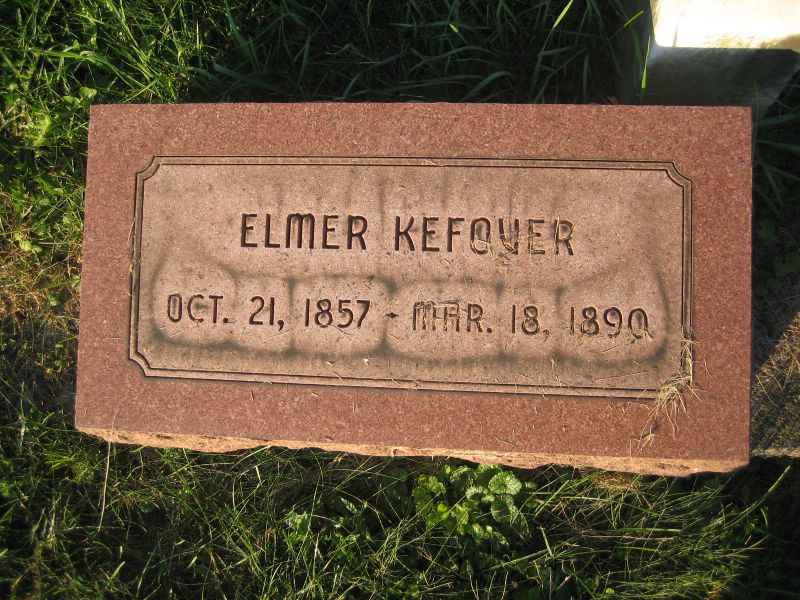 ELMER KEFOVER
OCT. 21, 1857 - MAR. 18, 1890